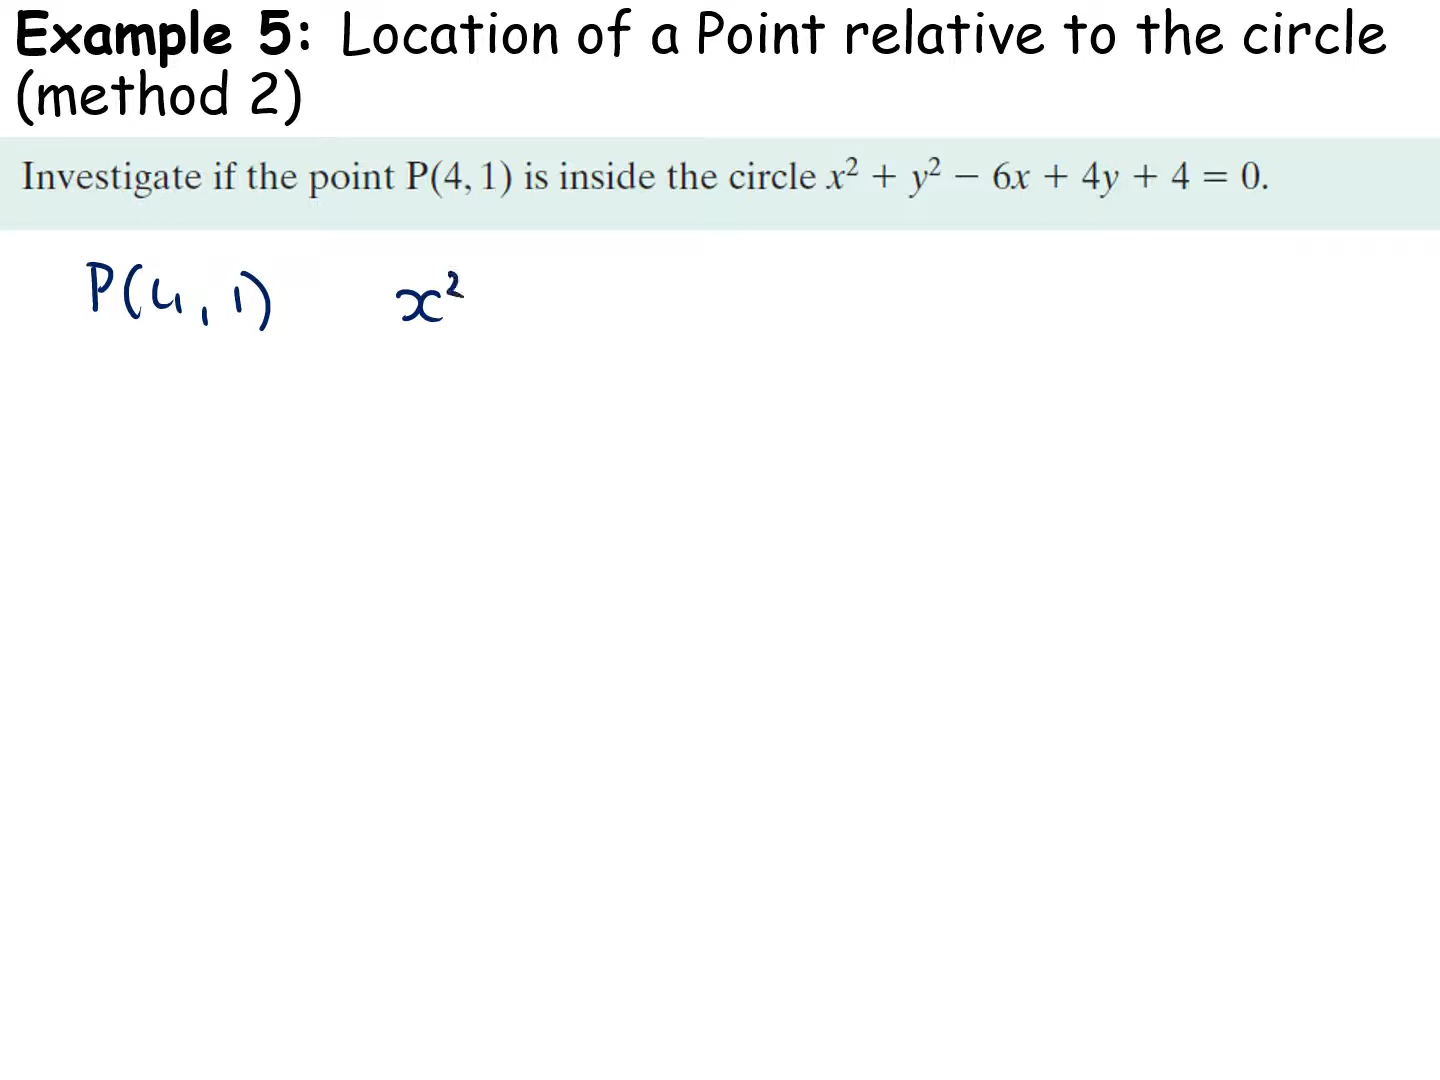 Example 5: Location of a Point relative to the circle
(method 2)
Investigate if the point P(4, 1) is inside the circle x² + y² − 6x + 4y + 4 = 0.
P(4, 1) x²